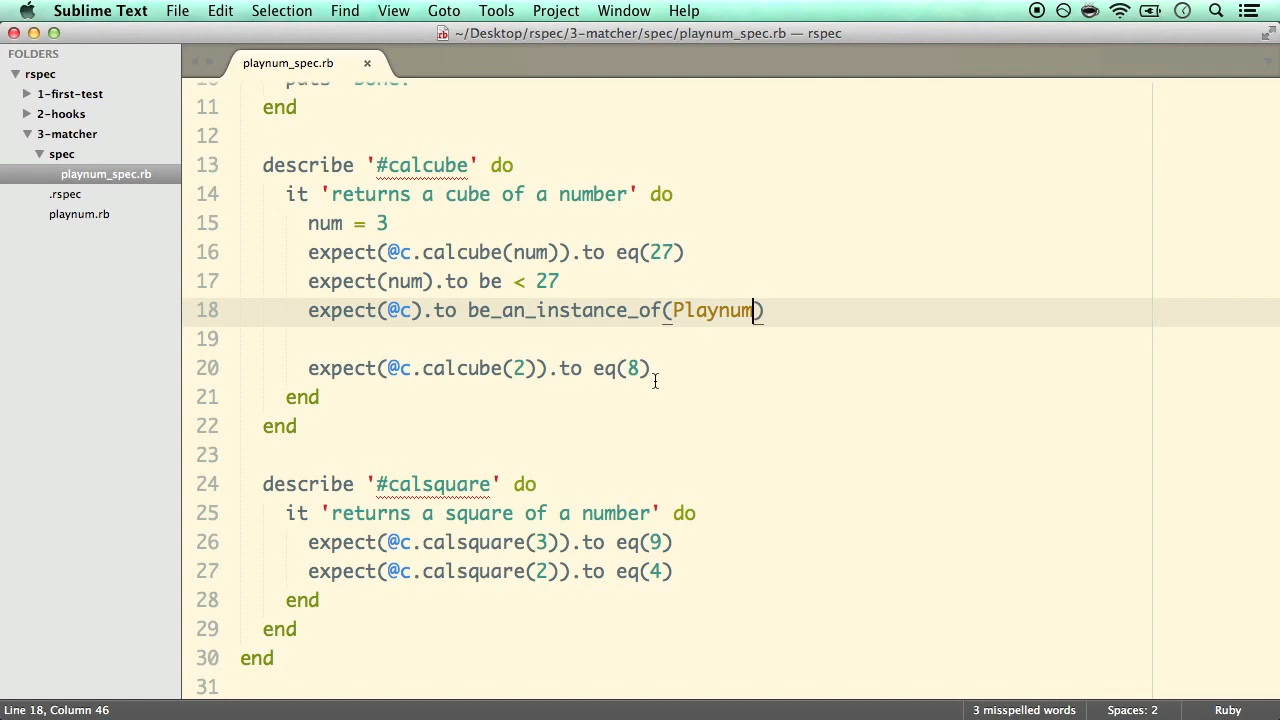 Sublime Text File Edit Selection Find View Goto Tools Project Window Help
~/Desktop/rspec/3-matcher/spec/playnum_spec.rb — rspec
FOLDERS
rspec
1-first-test
2-hooks
3-matcher
spec
playnum_spec.rb
.rspec
playnum.rb
playnum_spec.rb ×
11 end
12
13 describe '#calcube' do
14 it 'returns a cube of a number' do
15 num = 3
16 expect(@c.calcube(num)).to eq(27)
17 expect(num).to be < 27
18 expect(@c).to be_an_instance_of(Playnum)
19
20 expect(@c.calcube(2)).to eq(8)
21 end
22 end
23
24 describe '#calsquare' do
25 it 'returns a square of a number' do
26 expect(@c.calsquare(3)).to eq(9)
27 expect(@c.calsquare(2)).to eq(4)
28 end
29 end
30 end
31
Line 18, Column 46 3 misspelled words Spaces: 2 Ruby